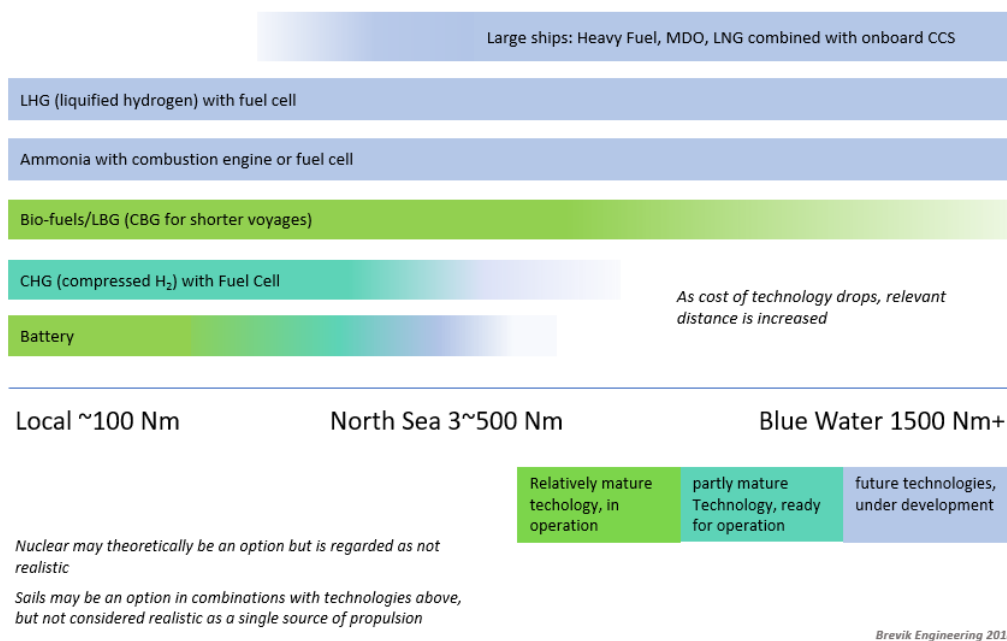 Large ships: Heavy Fuel, MDO, LNG combined with onboard CCS
LHG (liquified hydrogen) with fuel cell
Ammonia with combustion engine or fuel cell
Bio-fuels/LBG (CBG for shorter voyages)
CHG (compressed H₂) with Fuel Cell
As cost of technology drops, relevant
distance is increased
Battery
Local ~100 Nm
North Sea 3~500 Nm
Blue Water 1500 Nm+
Relatively mature
techology, in
operation
partly mature
Technology, ready
for operation
future technologies,
under development
Nuclear may theoretically be an option but is regarded as not
realistic
Sails may be an option in combinations with technologies above,
but not considered realistic as a single source of propulsion
Brevik Engineering